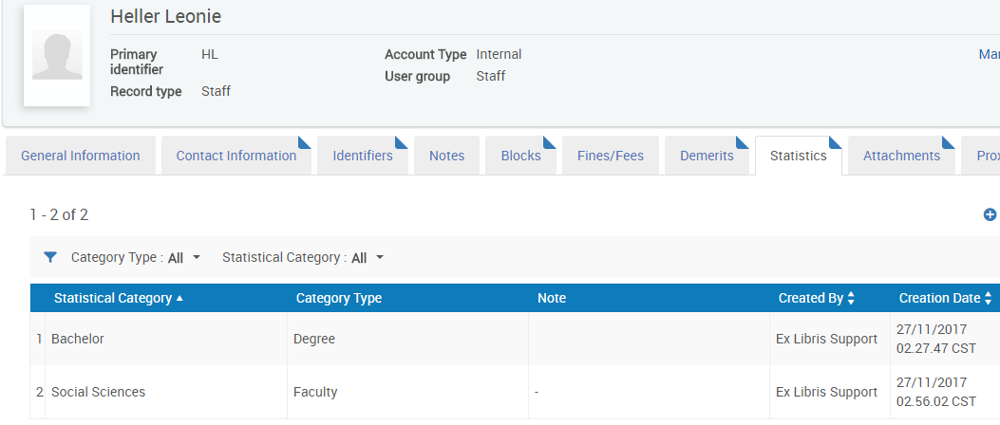 Heller Leonie
Primary identifier HL
Account Type Internal
User group Staff
Record type Staff
General Information Contact Information Identifiers Notes Blocks Fines/Fees Demerits Statistics Attachments
1 - 2 of 2
Category Type : All Statistical Category : All
Statistical Category Category Type Note Created By Creation Date
1 Bachelor Degree Ex Libris Support 27/11/2017 02.27.47 CST
2 Social Sciences Faculty - Ex Libris Support 27/11/2017 02.56.02 CST